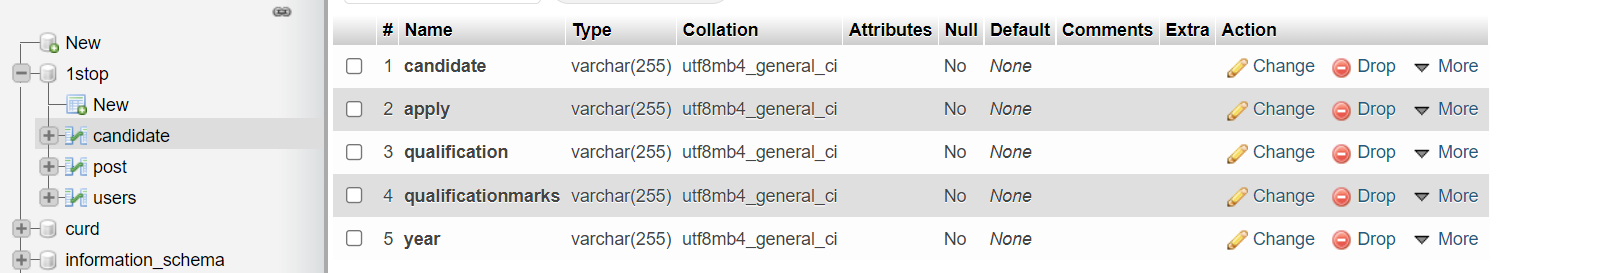 New
1stop
New
candidate
post
users
curd
information_schema
# Name Type Collation Attributes Null Default Comments Extra Action
1 candidate varchar(255) utf8mb4_general_ci No None Change Drop More
2 apply varchar(255) utf8mb4_general_ci No None Change Drop More
3 qualification varchar(255) utf8mb4_general_ci No None Change Drop More
4 qualificationmarks varchar(255) utf8mb4_general_ci No None Change Drop More
5 year varchar(255) utf8mb4_general_ci No None Change Drop More